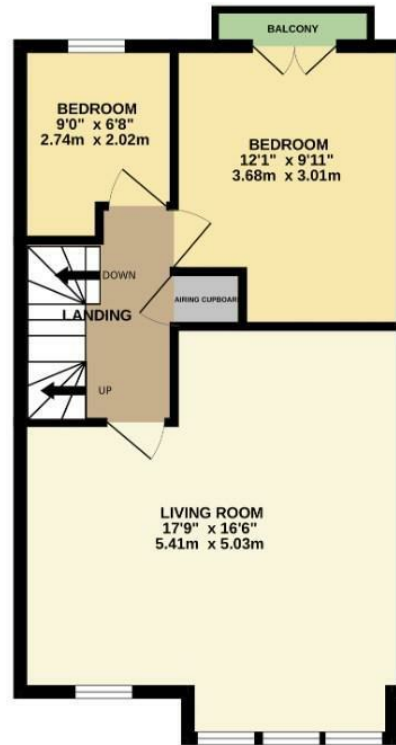 BALCONY
BEDROOM
9'0" x 6'8"
2.74m x 2.02m
BEDROOM
12'1" x 9'11"
3.68m x 3.01m
DOWN
AIRING CUPBOARD
LANDING
UP
LIVING ROOM
17'9" x 16'6"
5.41m x 5.03m